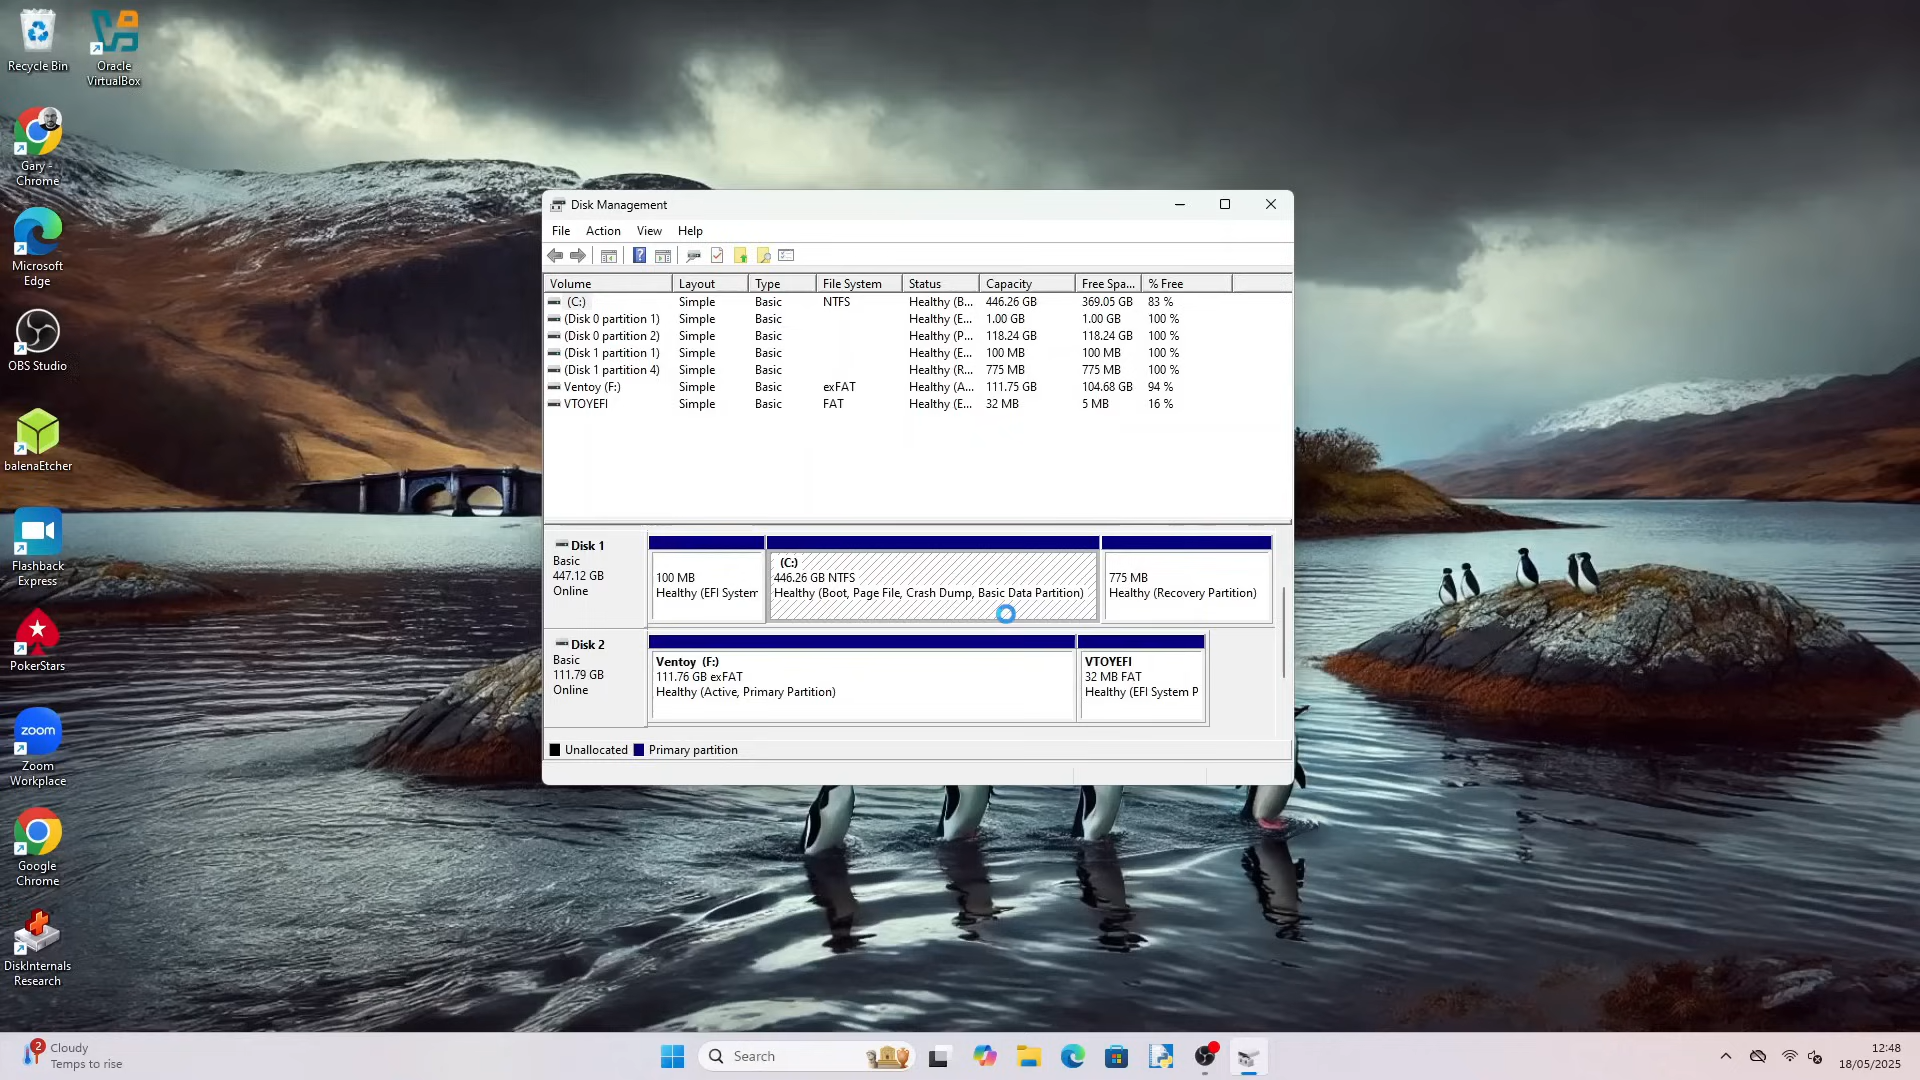 Recycle Bin
Oracle
VirtualBox
Gary -
Chrome
Microsoft
Edge
OBS Studio
balenaEtcher
Flashback
Express
PokerStars
zoom
Zoom
Workplace
Google
Chrome
DiskInternals
Research
Disk Management
File Action View Help
Volume Layout Type File System Status Capacity Free Spa... % Free
(C:) Simple Basic NTFS Healthy (B... 446.26 GB 369.05 GB 83 %
(Disk 0 partition 1) Simple Basic Healthy (E... 1.00 GB 1.00 GB 100 %
(Disk 0 partition 2) Simple Basic Healthy (P... 118.24 GB 118.24 GB 100 %
(Disk 1 partition 1) Simple Basic Healthy (E... 100 MB 100 MB 100 %
(Disk 1 partition 4) Simple Basic Healthy (R... 775 MB 775 MB 100 %
Ventoy (F:) Simple Basic exFAT Healthy (A... 111.75 GB 104.68 GB 94 %
VTOYEFI Simple Basic FAT Healthy (E... 32 MB 5 MB 16 %
Disk 1
Basic
447.12 GB
Online
100 MB
Healthy (EFI System
(C:)
446.26 GB NTFS
Healthy (Boot, Page File, Crash Dump, Basic Data Partition)
775 MB
Healthy (Recovery Partition)
Disk 2
Basic
111.79 GB
Online
Ventoy (F:)
111.76 GB exFAT
Healthy (Active, Primary Partition)
VTOYEFI
32 MB FAT
Healthy (EFI System P
Unallocated Primary partition
2
Cloudy
Temps to rise
Search
12:48
18/05/2025